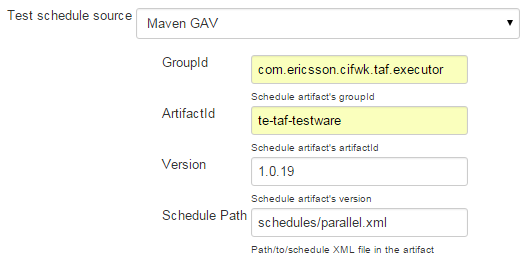 Test schedule source Maven GAV
GroupId com.ericsson.cifwk.taf.executor
Schedule artifact's groupId
ArtifactId te-taf-testware
Schedule artifact's artifactId
Version 1.0.19
Schedule artifact's version
Schedule Path schedules/parallel.xml
Path/to/schedule XML file in the artifact